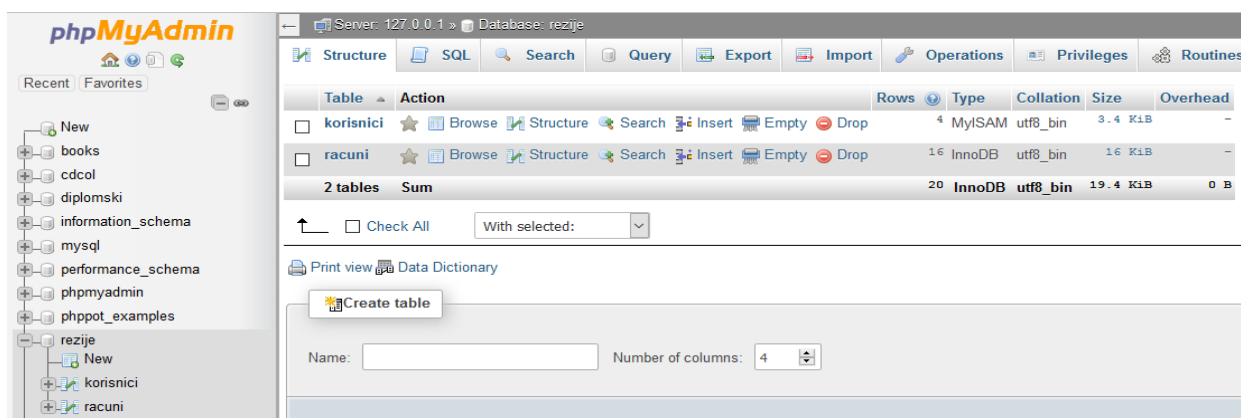 phpMyAdmin
Recent Favorites
New
books
cdcol
diplomski
information_schema
mysql
performance_schema
phpmyadmin
phppot_examples
rezije
New
korisnici
racuni
Server: 127.0.0.1 » Database: rezije
Structure SQL Search Query Export Import Operations Privileges Routines
Table Action Rows Type Collation Size Overhead
korisnici Browse Structure Search Insert Empty Drop 4 MyISAM utf8_bin 3.4 KiB -
racuni Browse Structure Search Insert Empty Drop 16 InnoDB utf8_bin 16 KiB -
2 tables Sum 20 InnoDB utf8_bin 19.4 KiB 0 B
Check All With selected:
Print view Data Dictionary
Create table
Name: Number of columns: 4